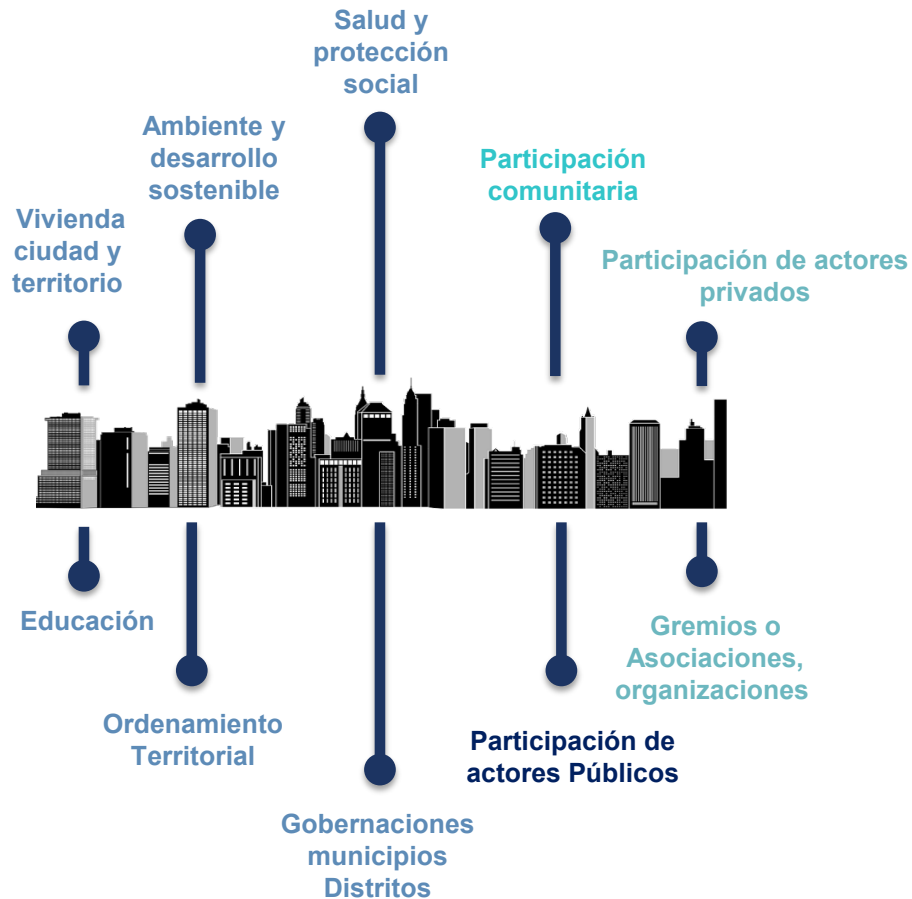 Salud y
protección
social
Ambiente y
desarrollo
sostenible
Participación
comunitaria
Vivienda
ciudad y
territorio
Participación de actores
privados
Educación
Gremios o
Asociaciones,
organizaciones
Ordenamiento
Territorial
Participación de
actores Públicos
Gobernaciones
municipios
Distritos